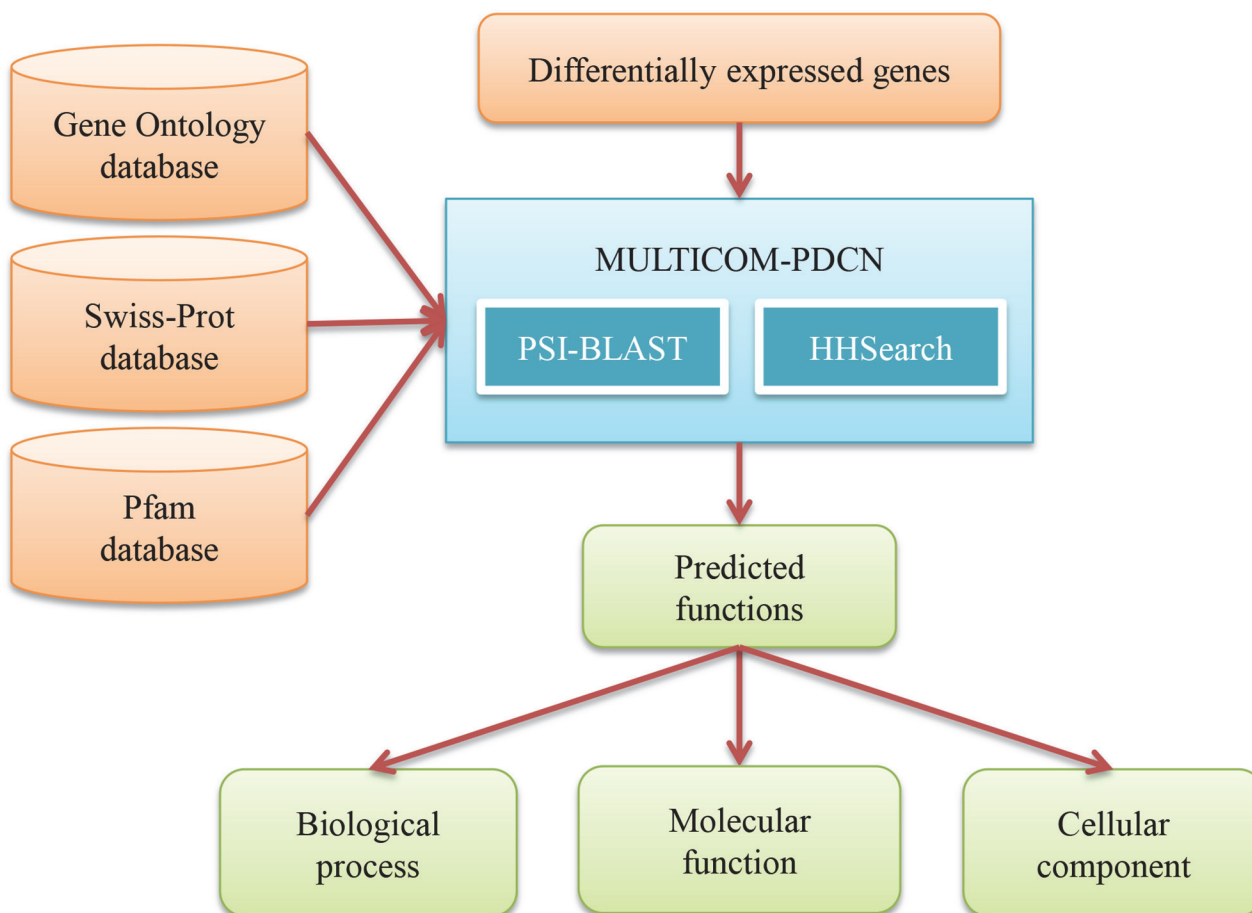 Differentially expressed genes
Gene Ontology
database
Swiss-Prot
database
Pfam
database
MULTICOM-PDCN
PSI-BLAST
HHSearch
Predicted
functions
Biological
process
Molecular
function
Cellular
component